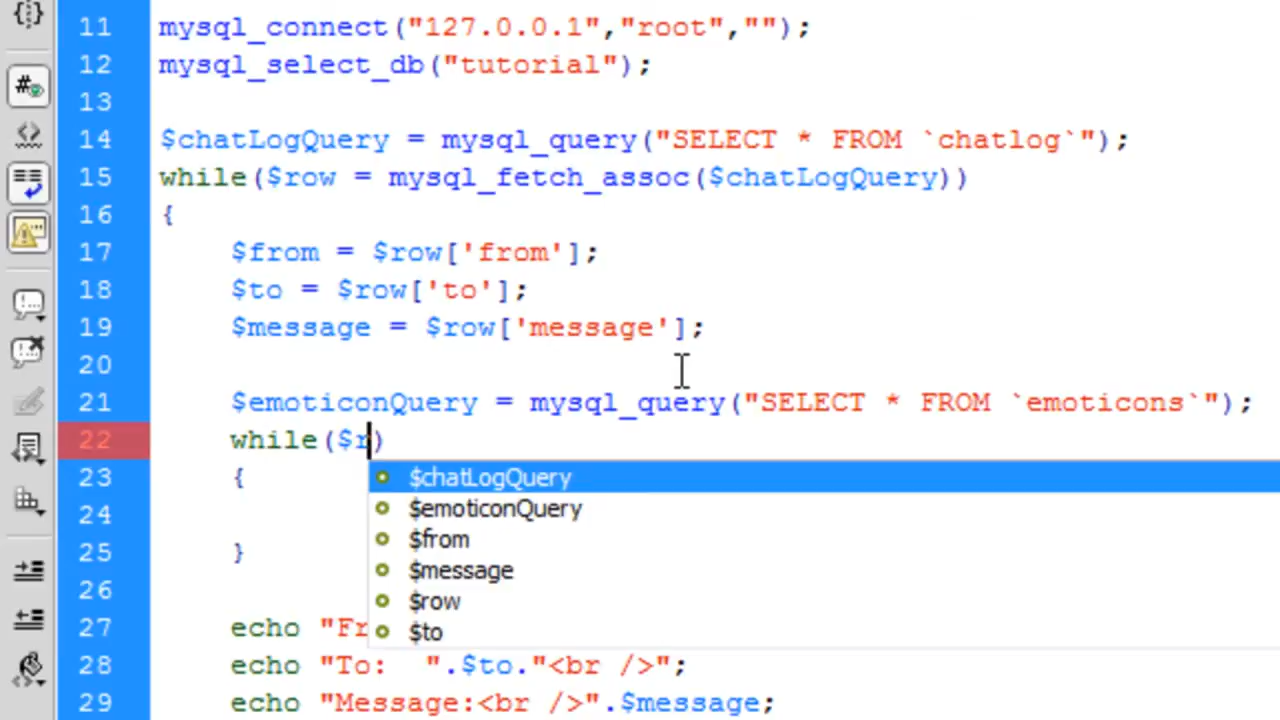 11 mysql_connect("127.0.0.1","root","");
12 mysql_select_db("tutorial");
13
14 $chatLogQuery = mysql_query("SELECT * FROM `chatlog`");
15 while($row = mysql_fetch_assoc($chatLogQuery))
16 {
17 $from = $row['from'];
18 $to = $row['to'];
19 $message = $row['message'];
20
21 $emoticonQuery = mysql_query("SELECT * FROM `emoticons`");
22 while($r)
23 {
$chatLogQuery
$emoticonQuery
24
$from
25 }
$message
26
$row
27 echo "Fr
$to
28 echo "To:  ".$to."<br />";
29 echo "Message:<br />".$message;